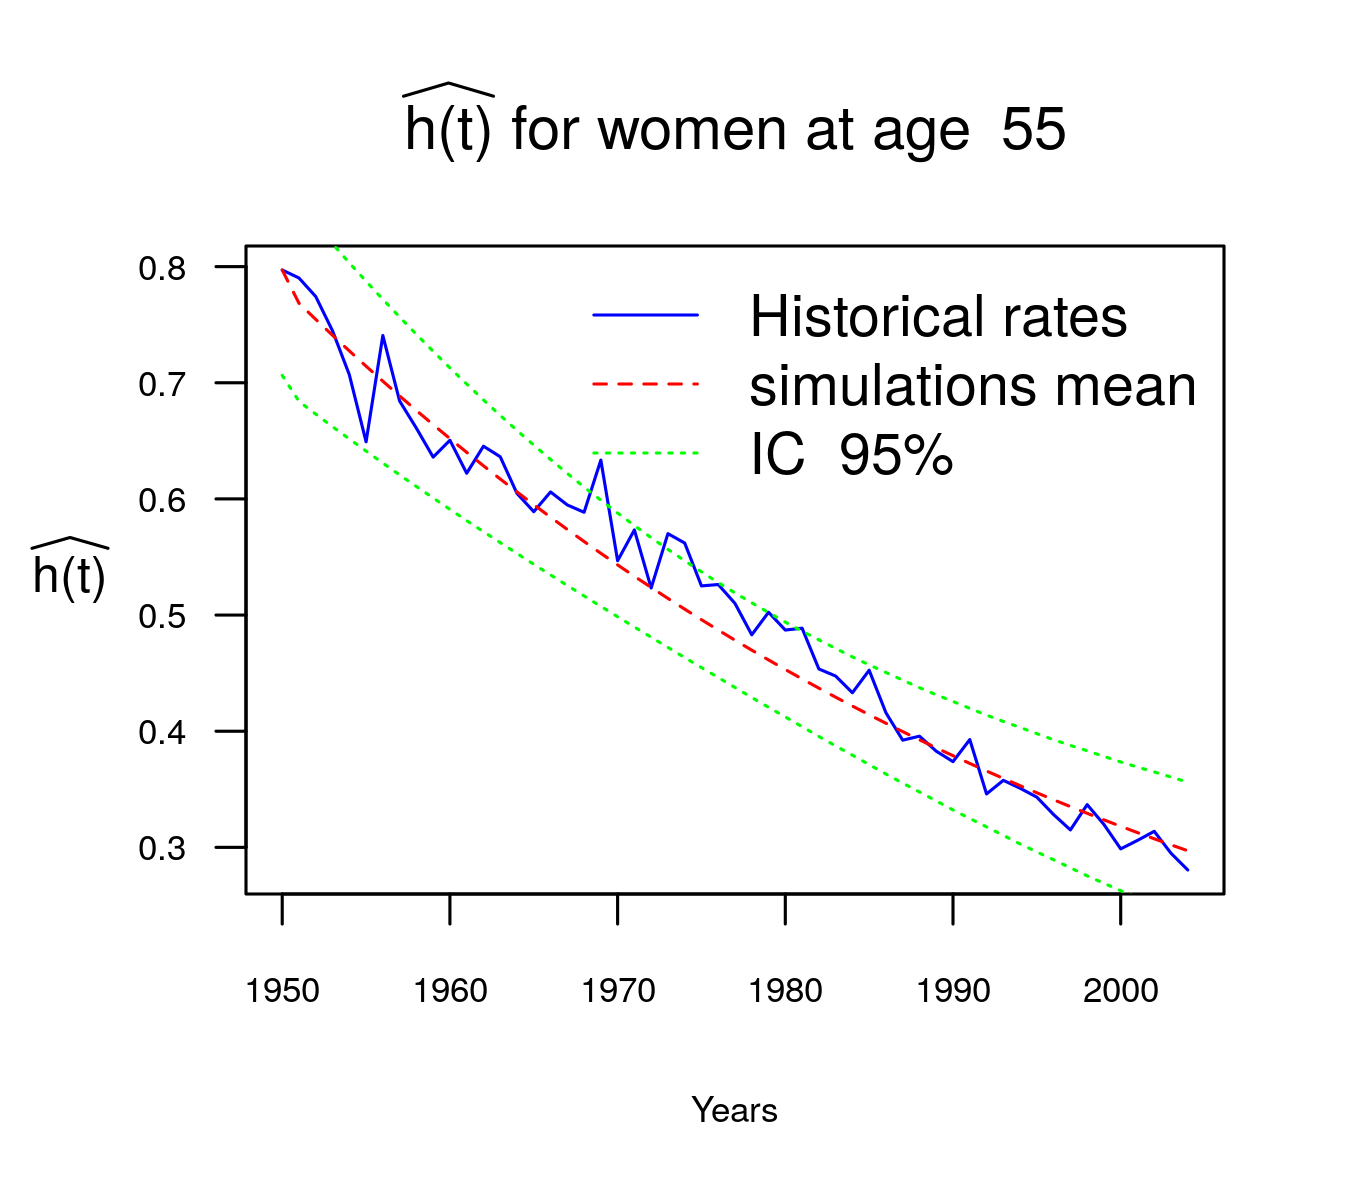 h(t) for women at age 55
0.8
0.7
0.6
0.5
0.4
0.3
h(t)
Historical rates
simulations mean
IC 95%
1950 1960 1970 1980 1990 2000
Years